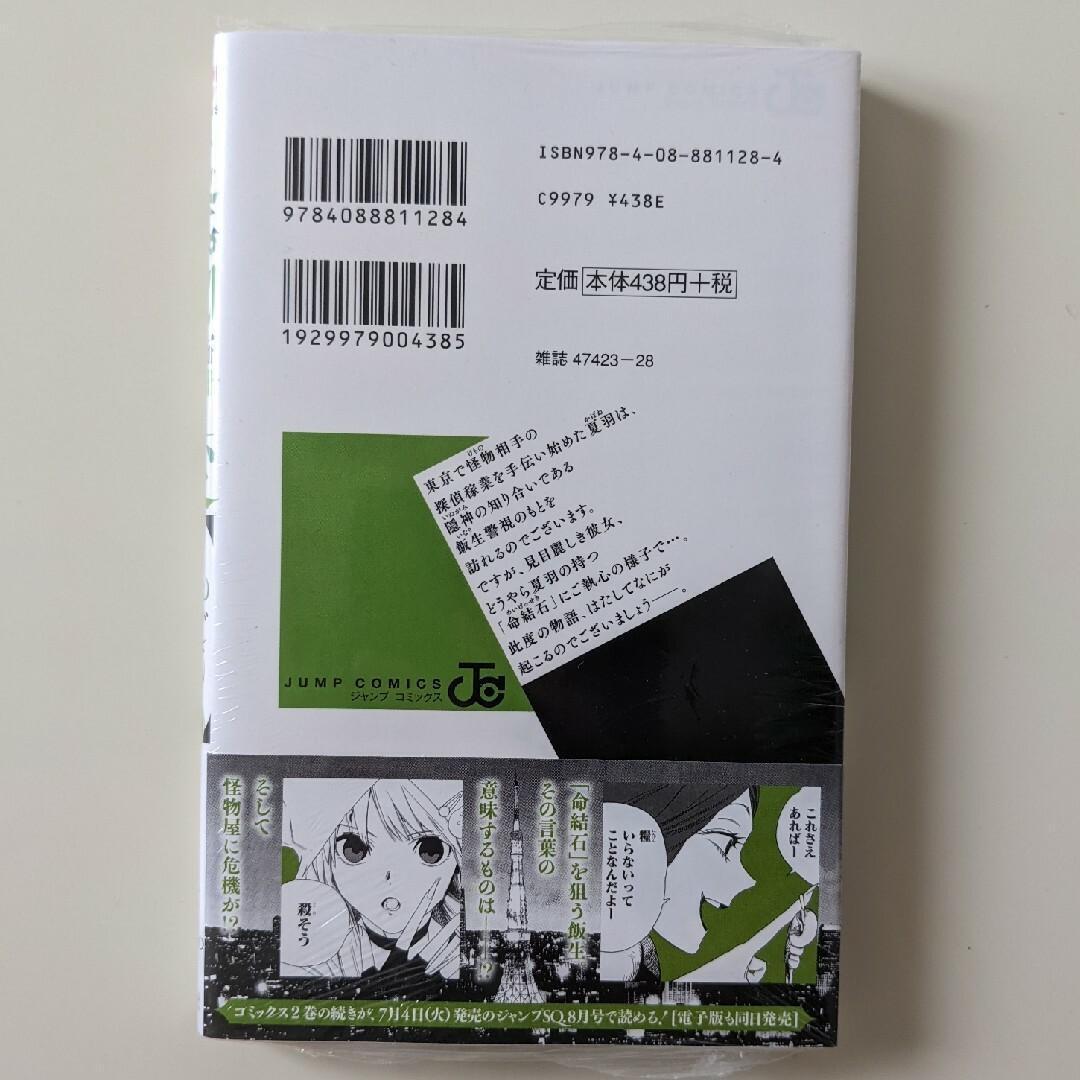 9784088811284
ISBN978-4-08-881128-4
C9979 ¥438E
1929979004385
定価 本体438円+税
雑誌 47423-28
東京で怪物相手の
探偵稼業を手伝い始めた夏羽は、
隠神の知り合いである
飯生警視のもとを
訪れるのでございます。
ですが、見目麗しき彼女、
どうやら夏羽の持つ
「命結石」にご執心の様子で…。
此度の物語、はたしてなにが
起こるのでございましょう——。
JUMP COMICS
ジャンプ コミックス
これさえ
あればー
糧
いらないって
ことなんだよー
「命結石」を狙う飯生
その言葉の
意味するものは——!?
殺そう
そして
怪物屋に危機が!?
コミックス2巻の続きが、7月4日(火)発売のジャンプSQ.8月号で読める!［電子版も同日発売］